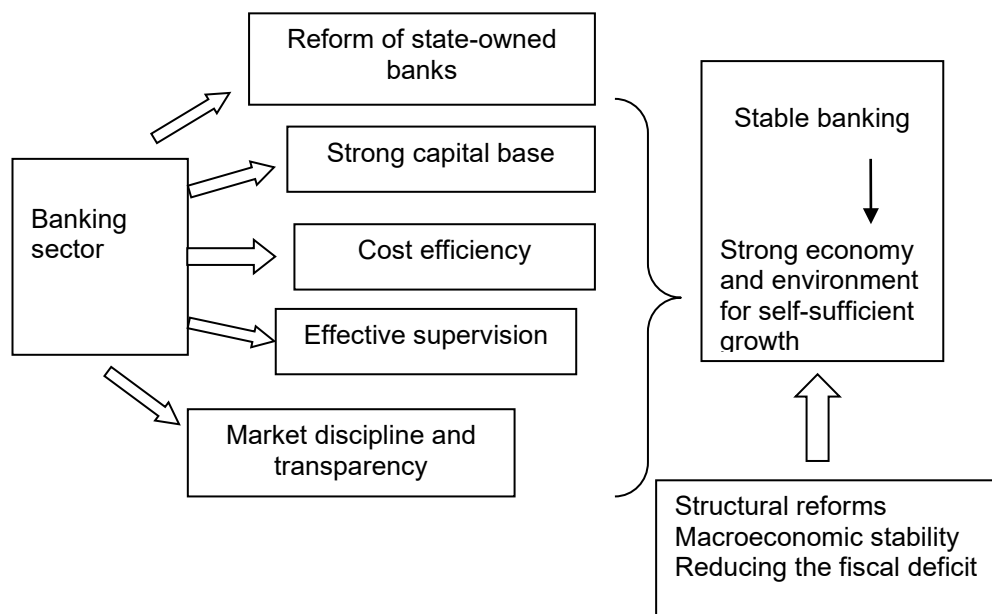 Reform of state-owned
banks
Strong capital base
Banking
sector
Cost efficiency
Effective supervision
Market discipline and
transparency
Stable banking
Strong economy
and environment
for self-sufficient
growth
Structural reforms
Macroeconomic stability
Reducing the fiscal deficit